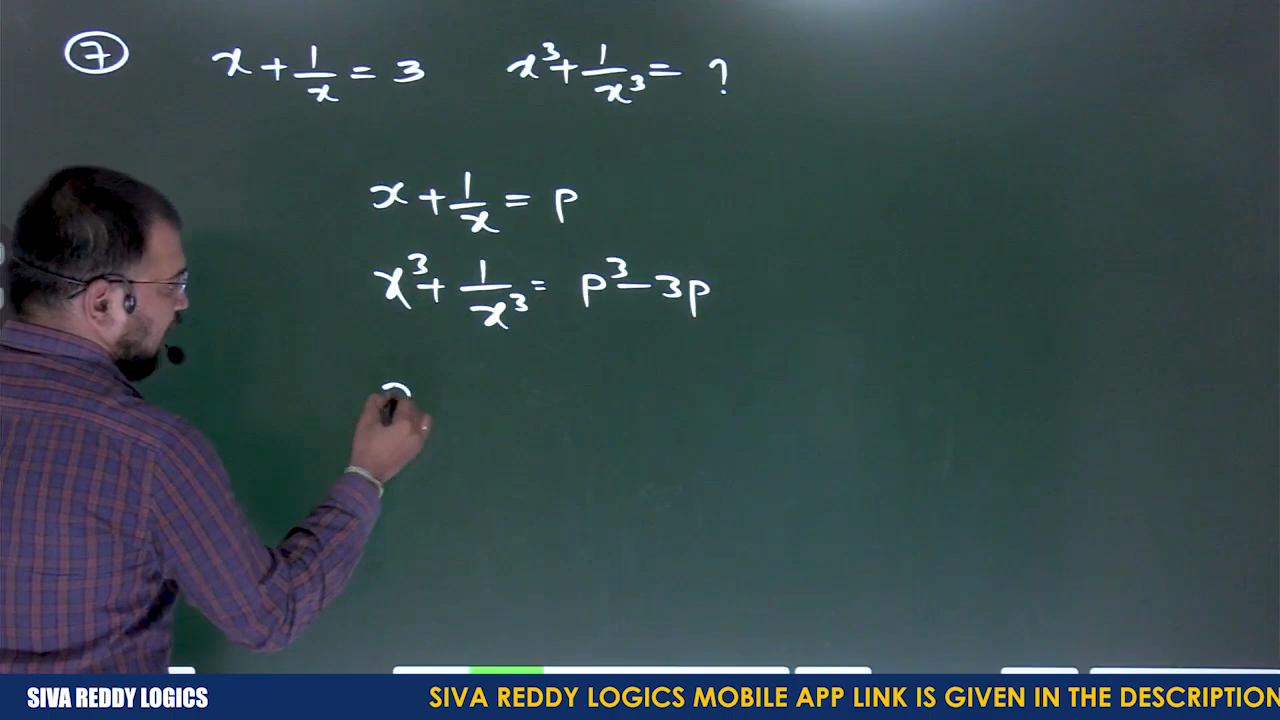 ⑦ x + 1/x = 3 x³ + 1/x³ = ?
x + 1/x = p
x³ + 1/x³ = p³ - 3p
SIVA REDDY LOGICS SIVA REDDY LOGICS MOBILE APP LINK IS GIVEN IN THE DESCRIPTION